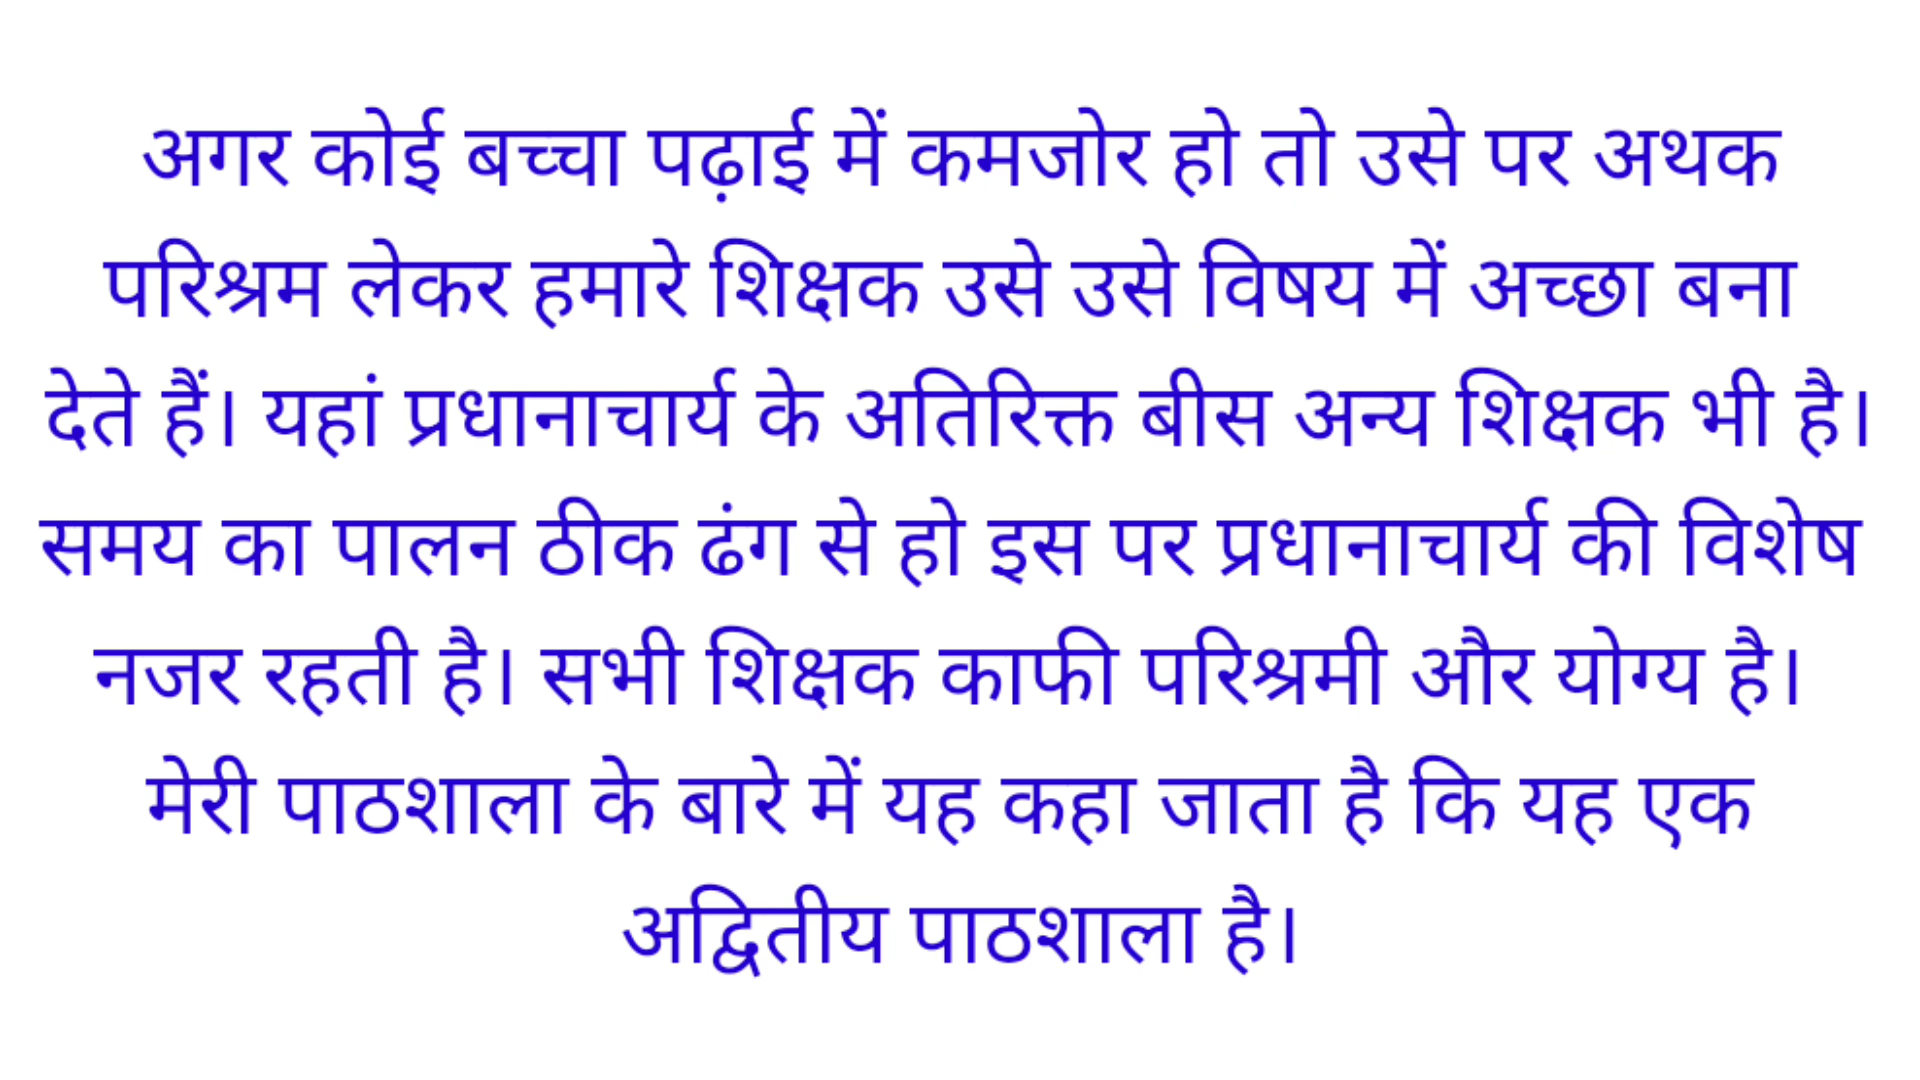 अगर कोई बच्चा पढ़ाई में कमजोर हो तो उसे पर अथक
परिश्रम लेकर हमारे शिक्षक उसे उसे विषय में अच्छा बना
देते हैं। यहां प्रधानाचार्य के अतिरिक्त बीस अन्य शिक्षक भी है।
समय का पालन ठीक ढंग से हो इस पर प्रधानाचार्य की विशेष
नजर रहती है। सभी शिक्षक काफी परिश्रमी और योग्य है।
मेरी पाठशाला के बारे में यह कहा जाता है कि यह एक
अद्वितीय पाठशाला है।